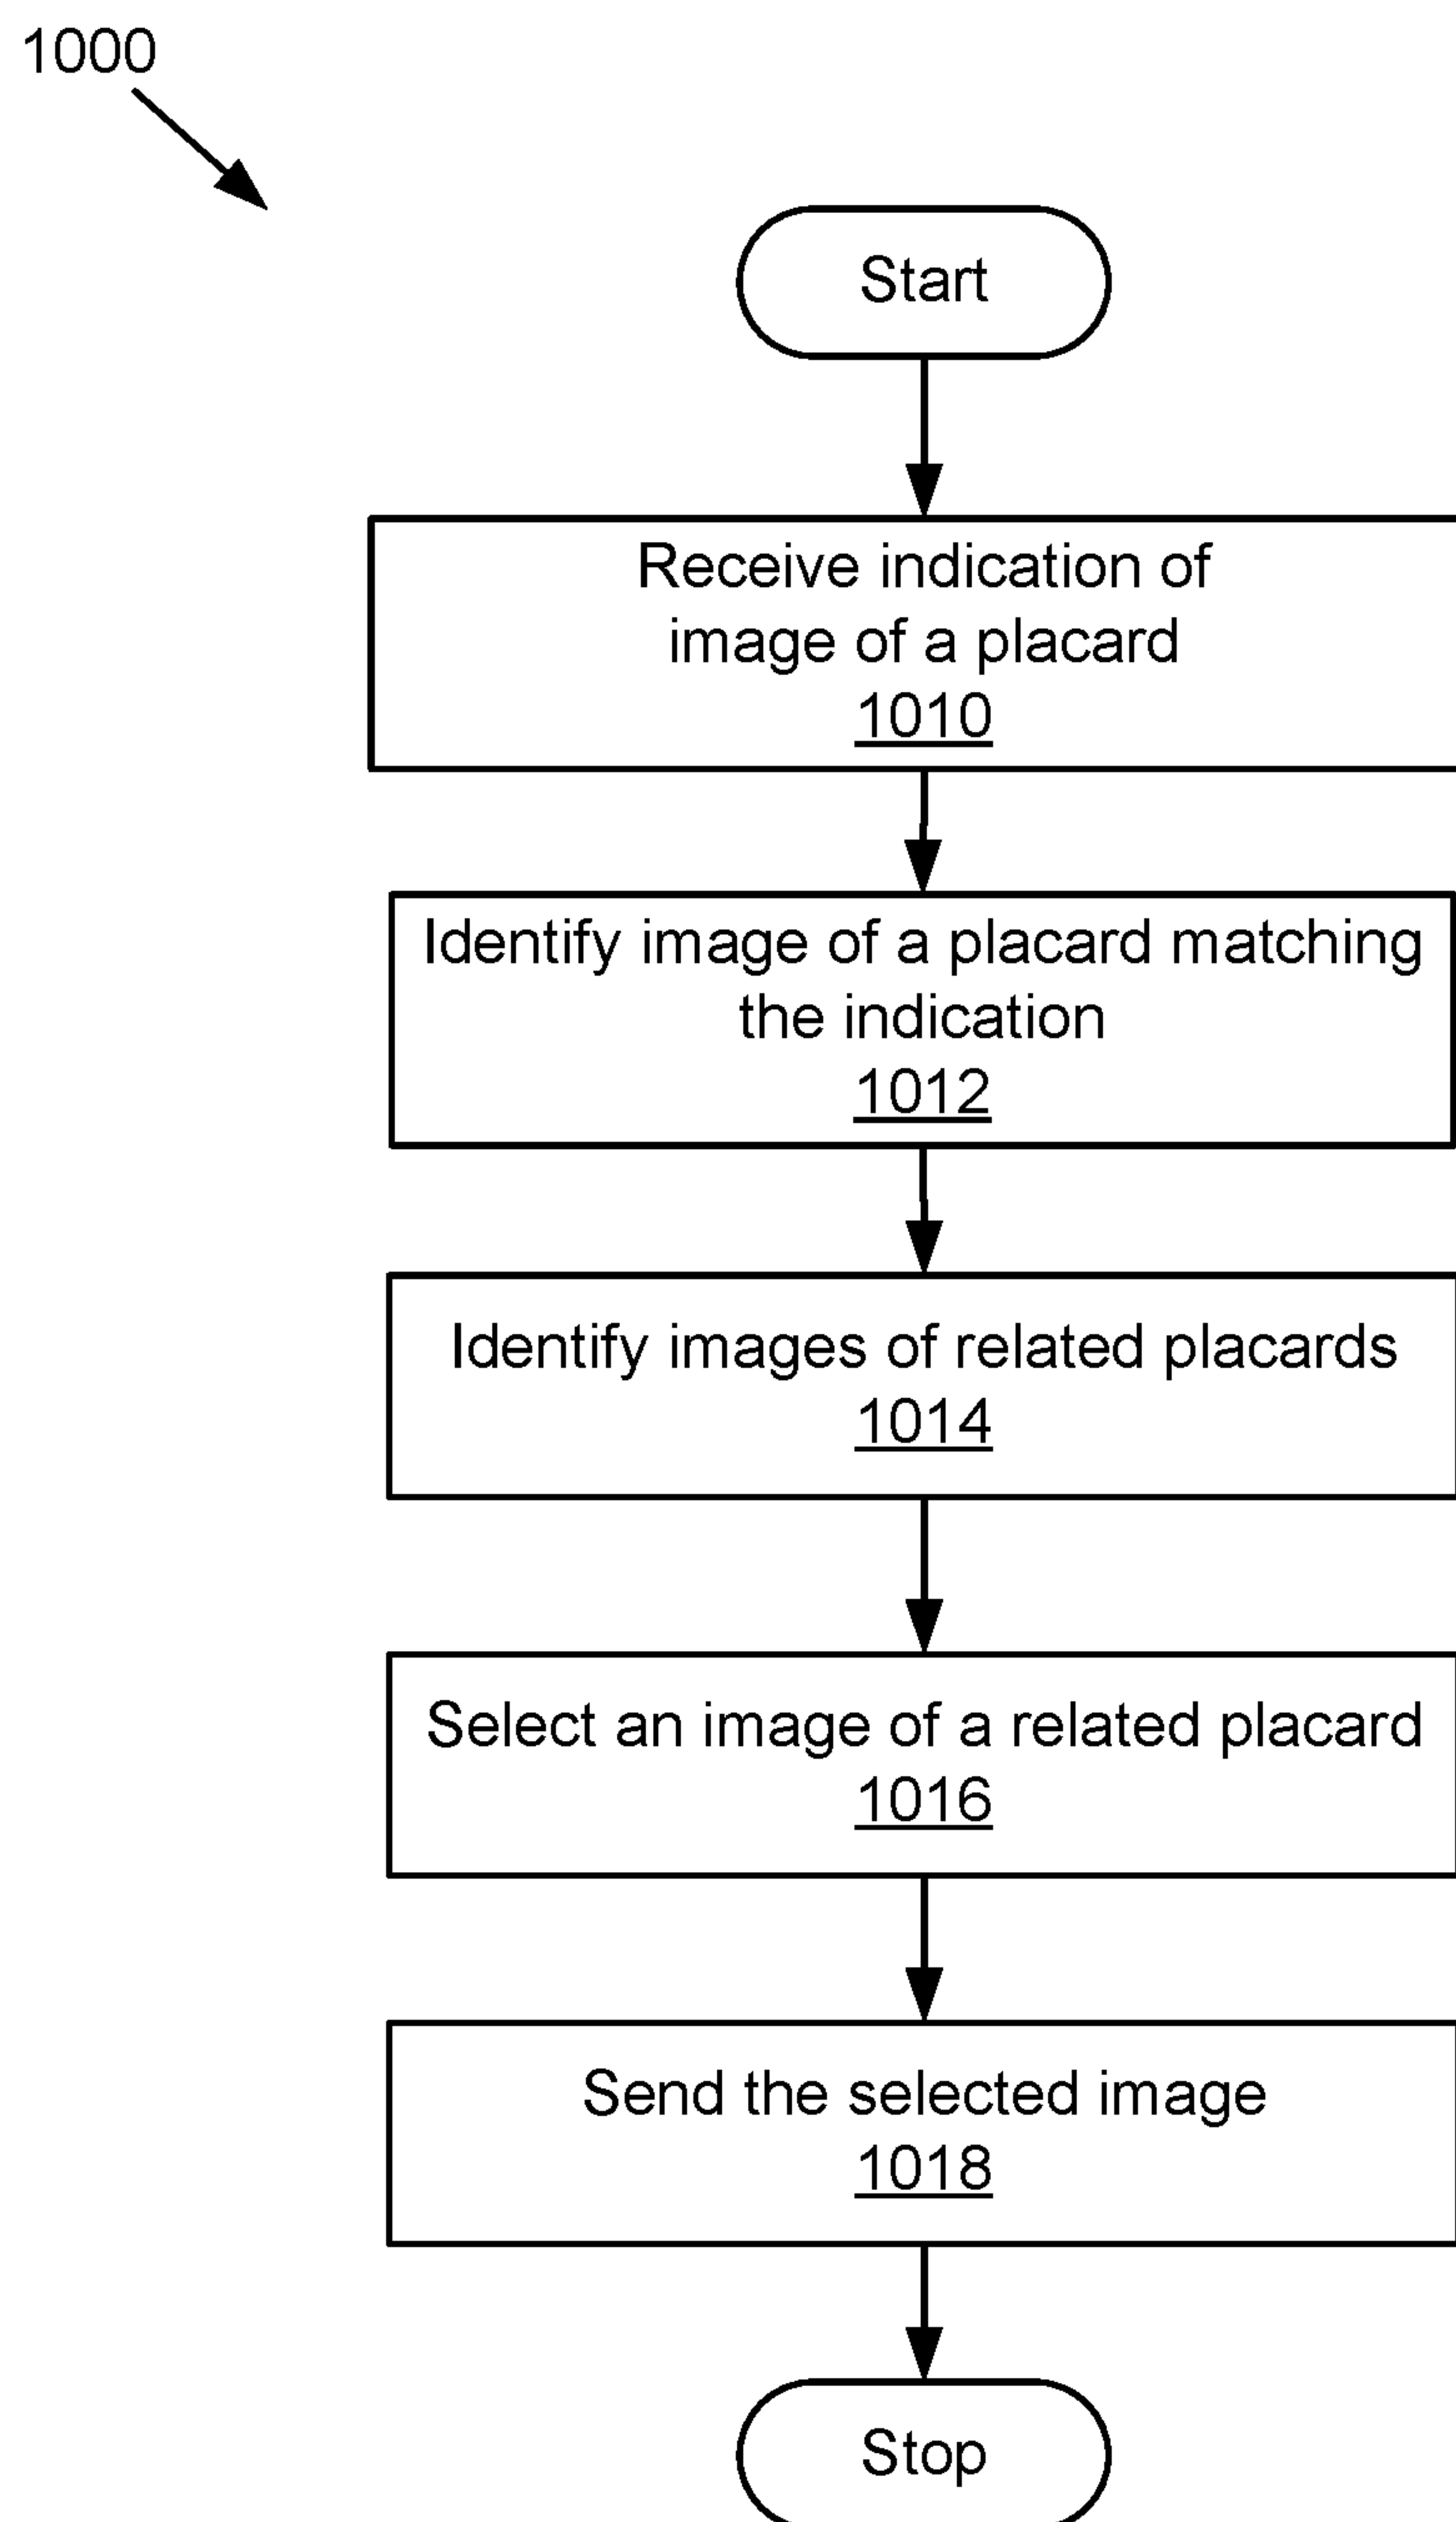 1000
Start
Receive indication of
image of a placard
1010
Identify image of a placard matching
the indication
1012
Identify images of related placards
1014
Select an image of a related placard
1016
Send the selected image
1018
Stop